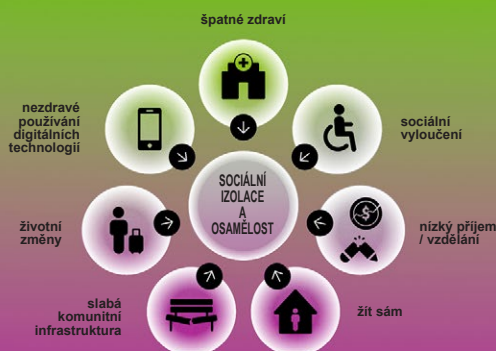 špatné zdraví
nezdravé
používání
digitálních
technologií
sociální
vyloučení
SOCIÁLNÍ
IZOLACE
A
OSAMĚLOST
životní
změny
nízký příjem
/ vzdělání
slabá
komunitní
infrastruktura
žít sám